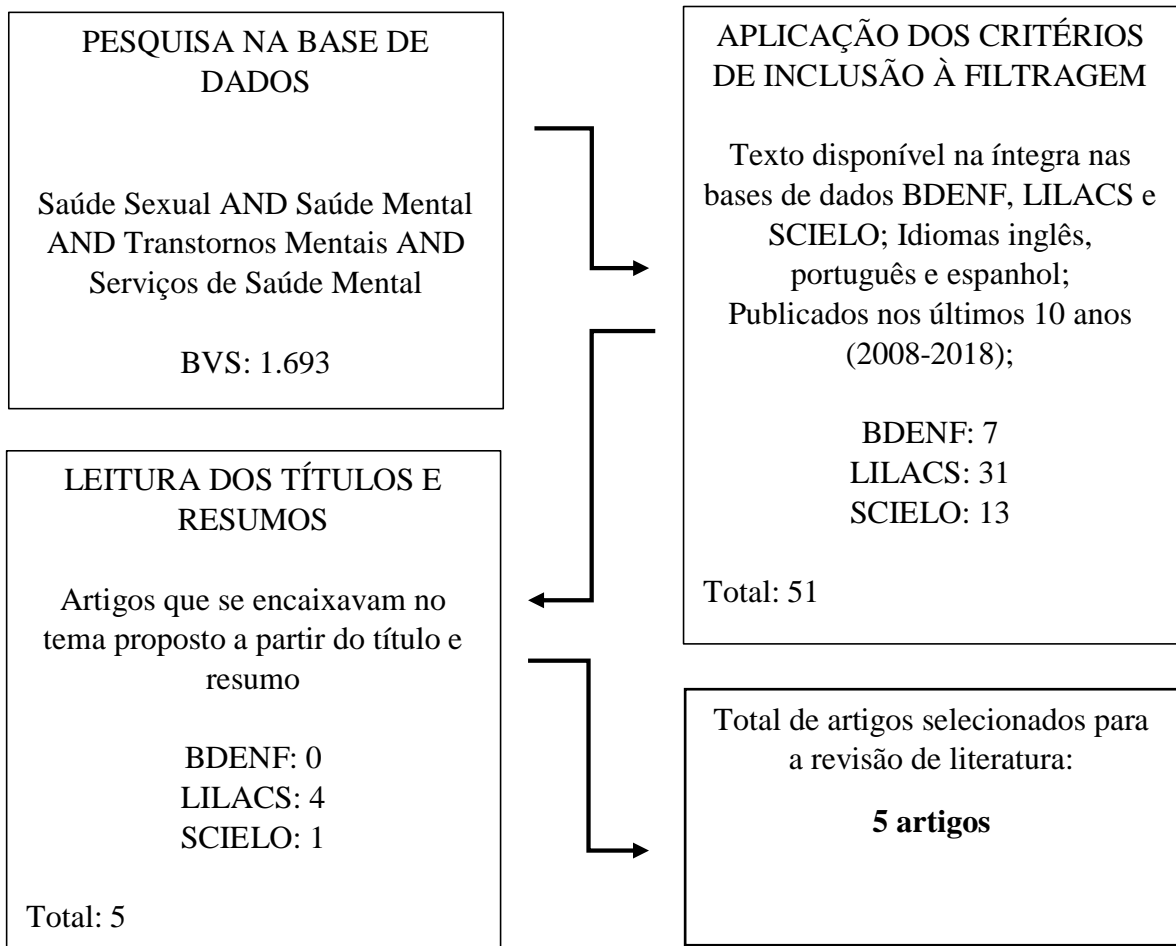 PESQUISA NA BASE DE
DADOS
Saúde Sexual AND Saúde Mental
AND Transtornos Mentais AND
Serviços de Saúde Mental
BVS: 1.693
APLICAÇÃO DOS CRITÉRIOS
DE INCLUSÃO À FILTRAGEM
Texto disponível na íntegra nas
bases de dados BDENF, LILACS e
SCIELO; Idiomas inglês,
português e espanhol;
Publicados nos últimos 10 anos
(2008-2018);
BDENF: 7
LILACS: 31
SCIELO: 13
Total: 51
LEITURA DOS TÍTULOS E
RESUMOS
Artigos que se encaixavam no
tema proposto a partir do título e
resumo
BDENF: 0
LILACS: 4
SCIELO: 1
Total: 5
Total de artigos selecionados para
a revisão de literatura:
5 artigos